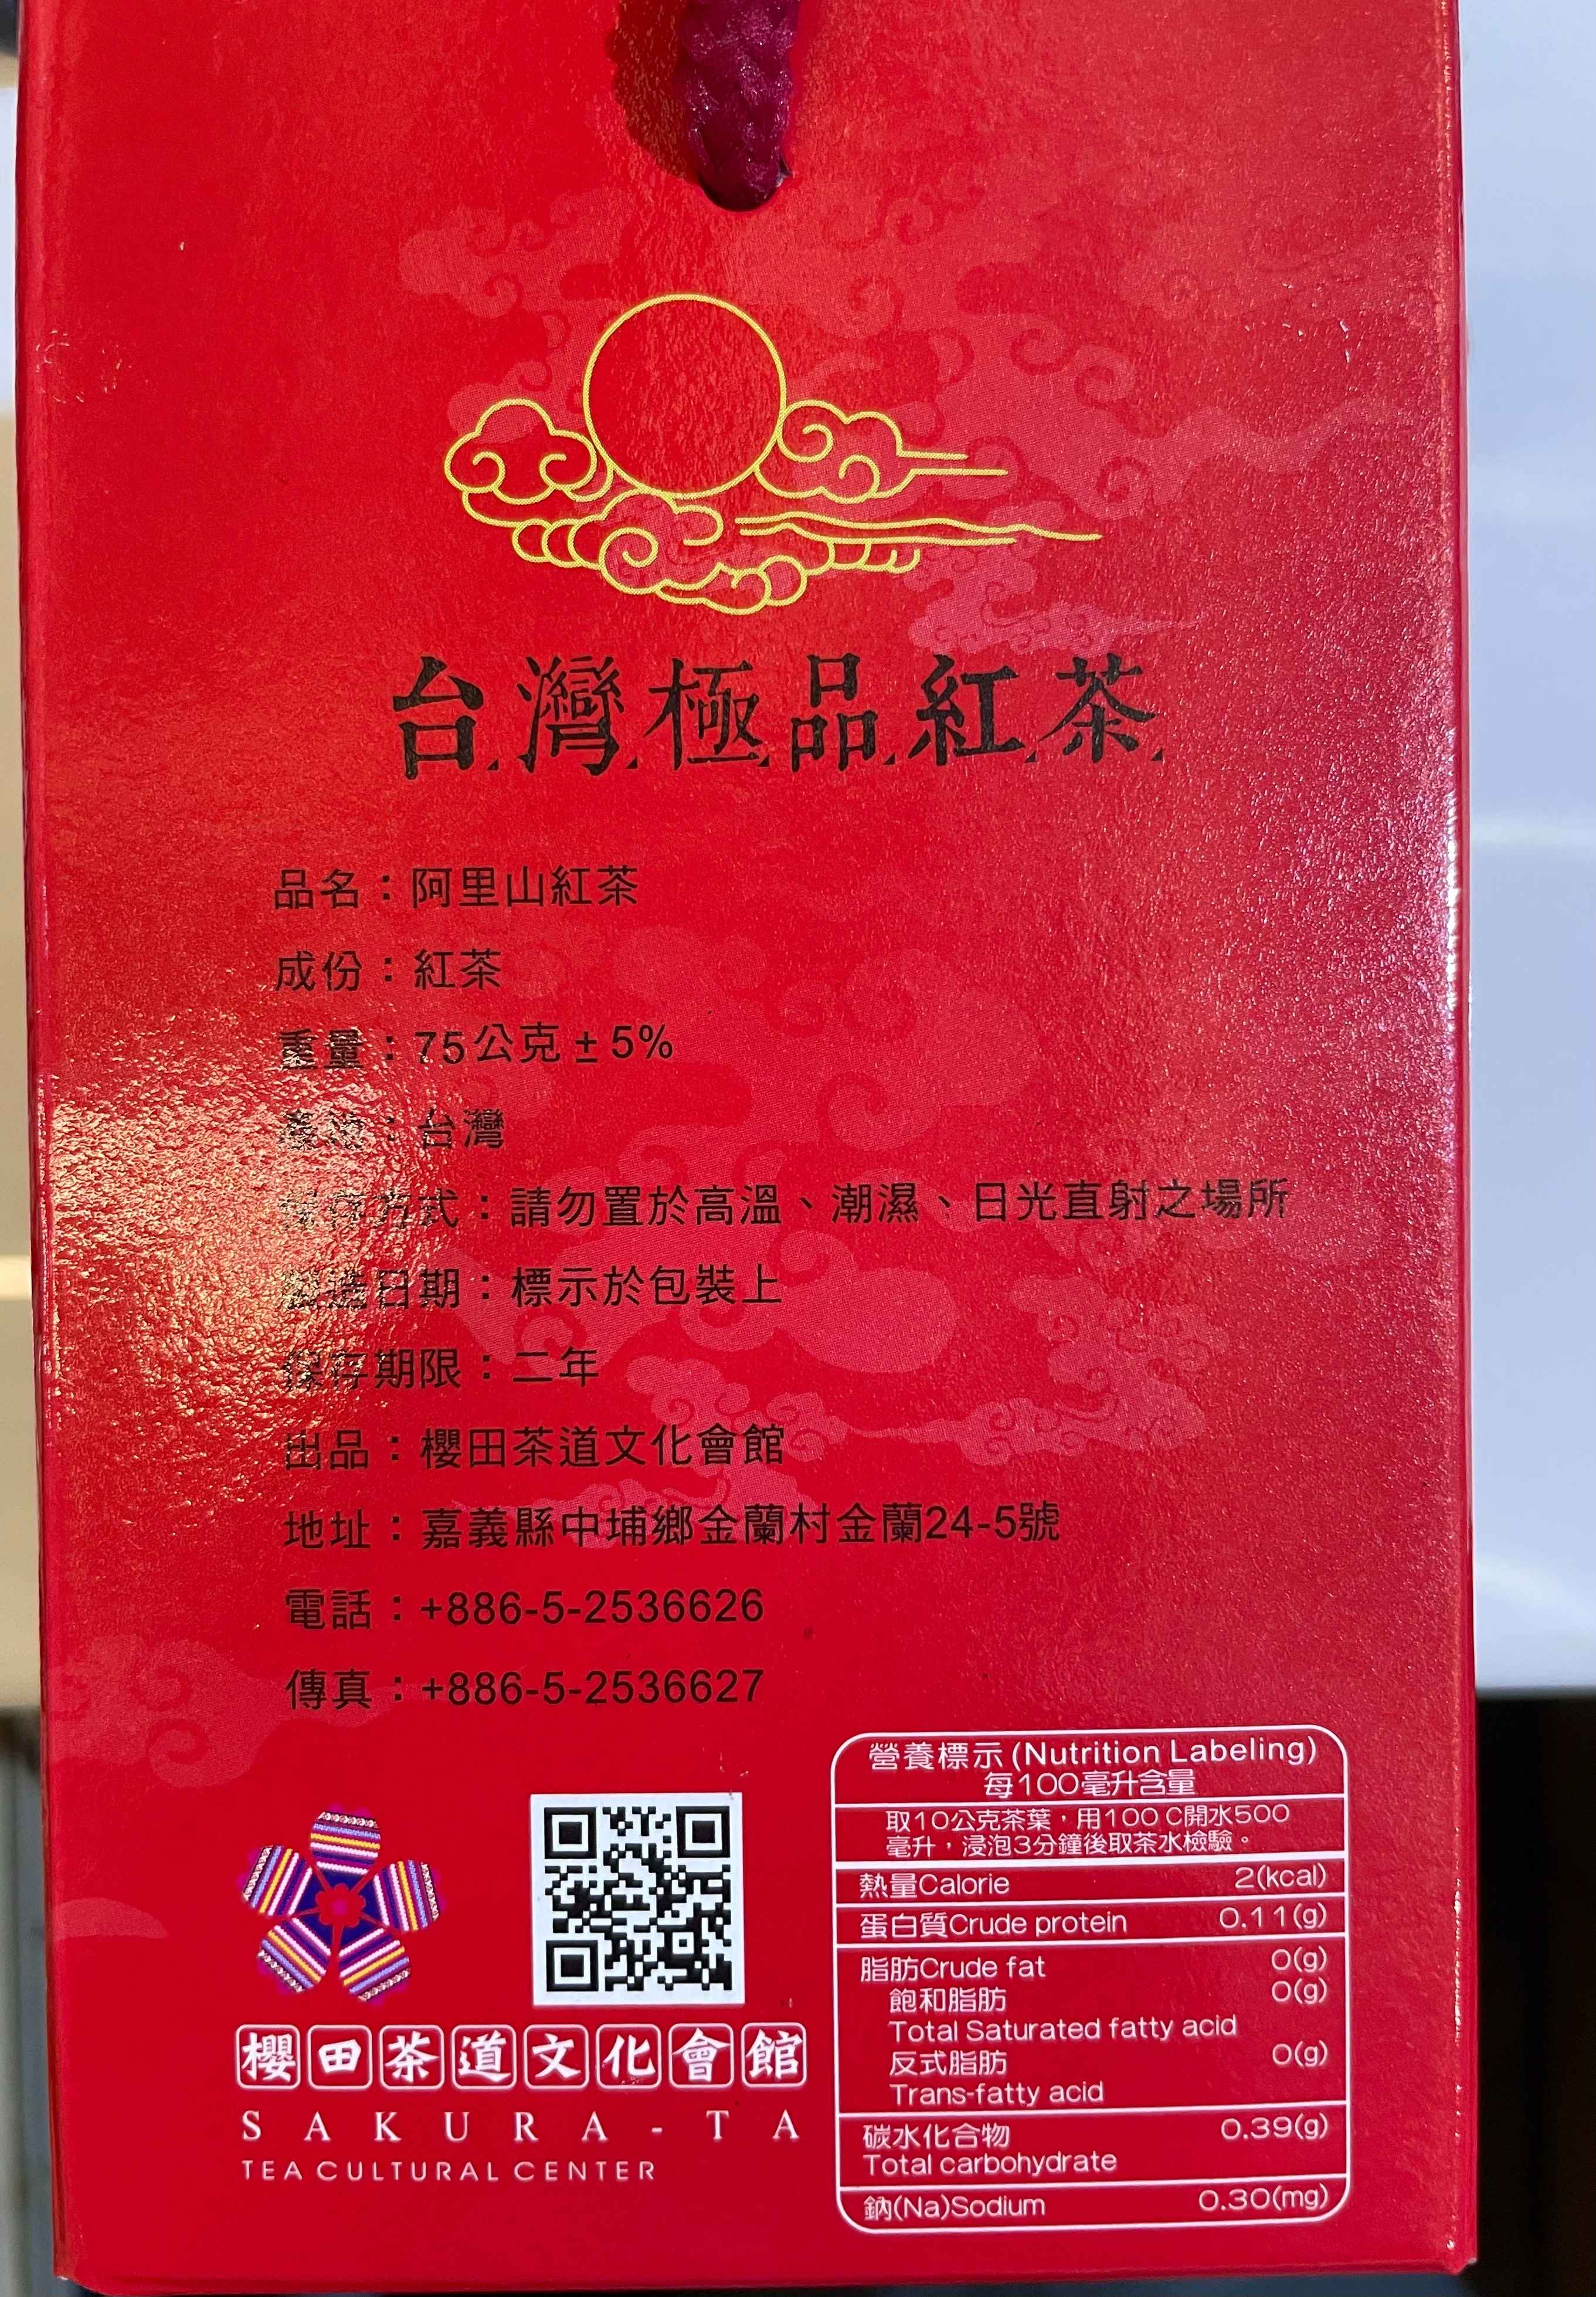 台灣極品紅茶
品名：阿里山紅茶
成份：紅茶
重量：75公克±5%
產地：台灣
保存方式：請勿置於高溫、潮濕、日光直射之場所
製造日期：標示於包裝上
保存期限：二年
出品：櫻田茶道文化會館
地址：嘉義縣中埔鄉金蘭村金蘭24-5號
電話：+886-5-2536626
傳真：+886-5-2536627
櫻田茶道文化會館
SAKURA-TA
TEA CULTURAL CENTER
營養標示(Nutrition Labeling)
每100毫升含量
取10公克茶葉，用100 C開水500
毫升，浸泡3分鐘後取茶水檢驗。
熱量Calorie 2(kcal)
蛋白質Crude protein 0.11(g)
脂肪Crude fat 0(g)
飽和脂肪 0(g)
Total Saturated fatty acid
反式脂肪 0(g)
Trans-fatty acid
碳水化合物 0.39(g)
Total carbohydrate
鈉(Na)Sodium 0.30(mg)